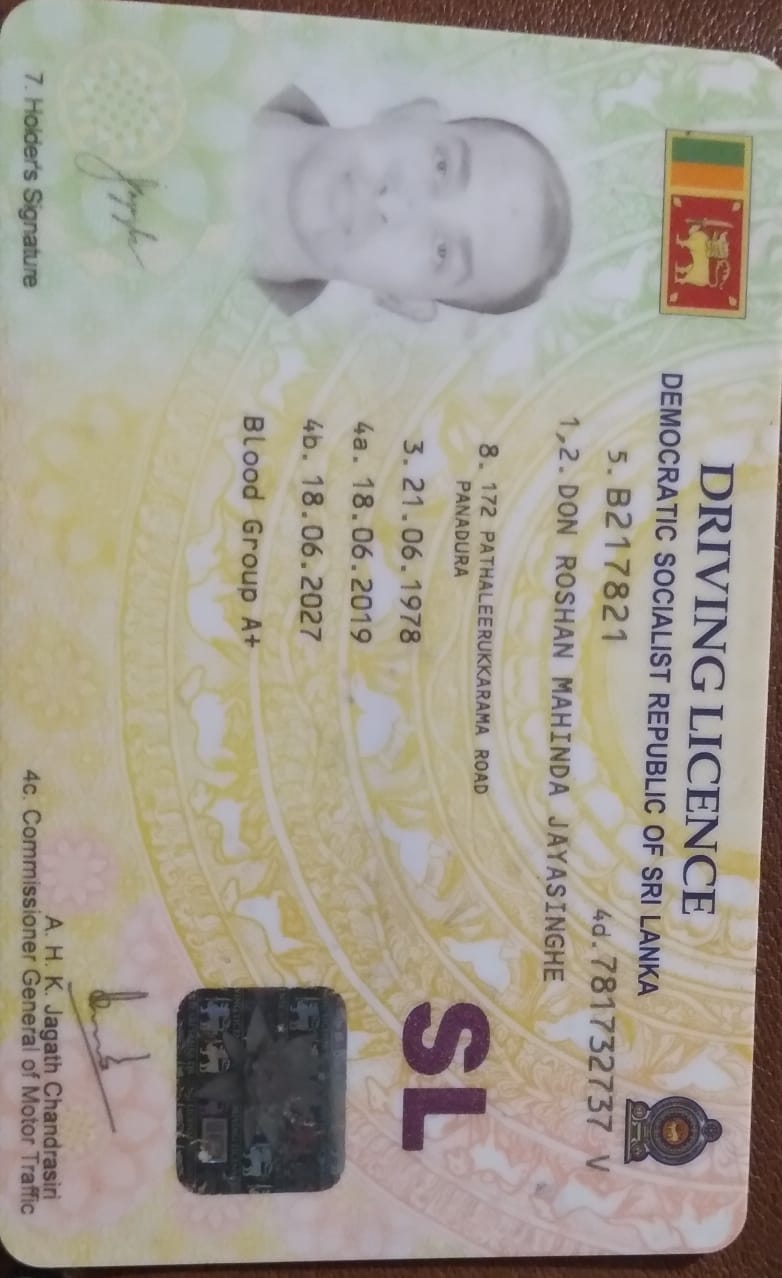 DRIVING LICENCE
DEMOCRATIC SOCIALIST REPUBLIC OF SRI LANKA
5. B217821
4d. 781732737 V
1,2. DON ROSHAN MAHINDA JAYASINGHE
8. 172 PATHALEERUKKARAMA ROAD
PANADURA
SL
3. 21.06.1978
4a. 18.06.2019
4b. 18.06.2027
Blood Group A+
7. Holder's Signature
A. H. K. Jagath Chandrasiri
4c. Commissioner General of Motor Traffic